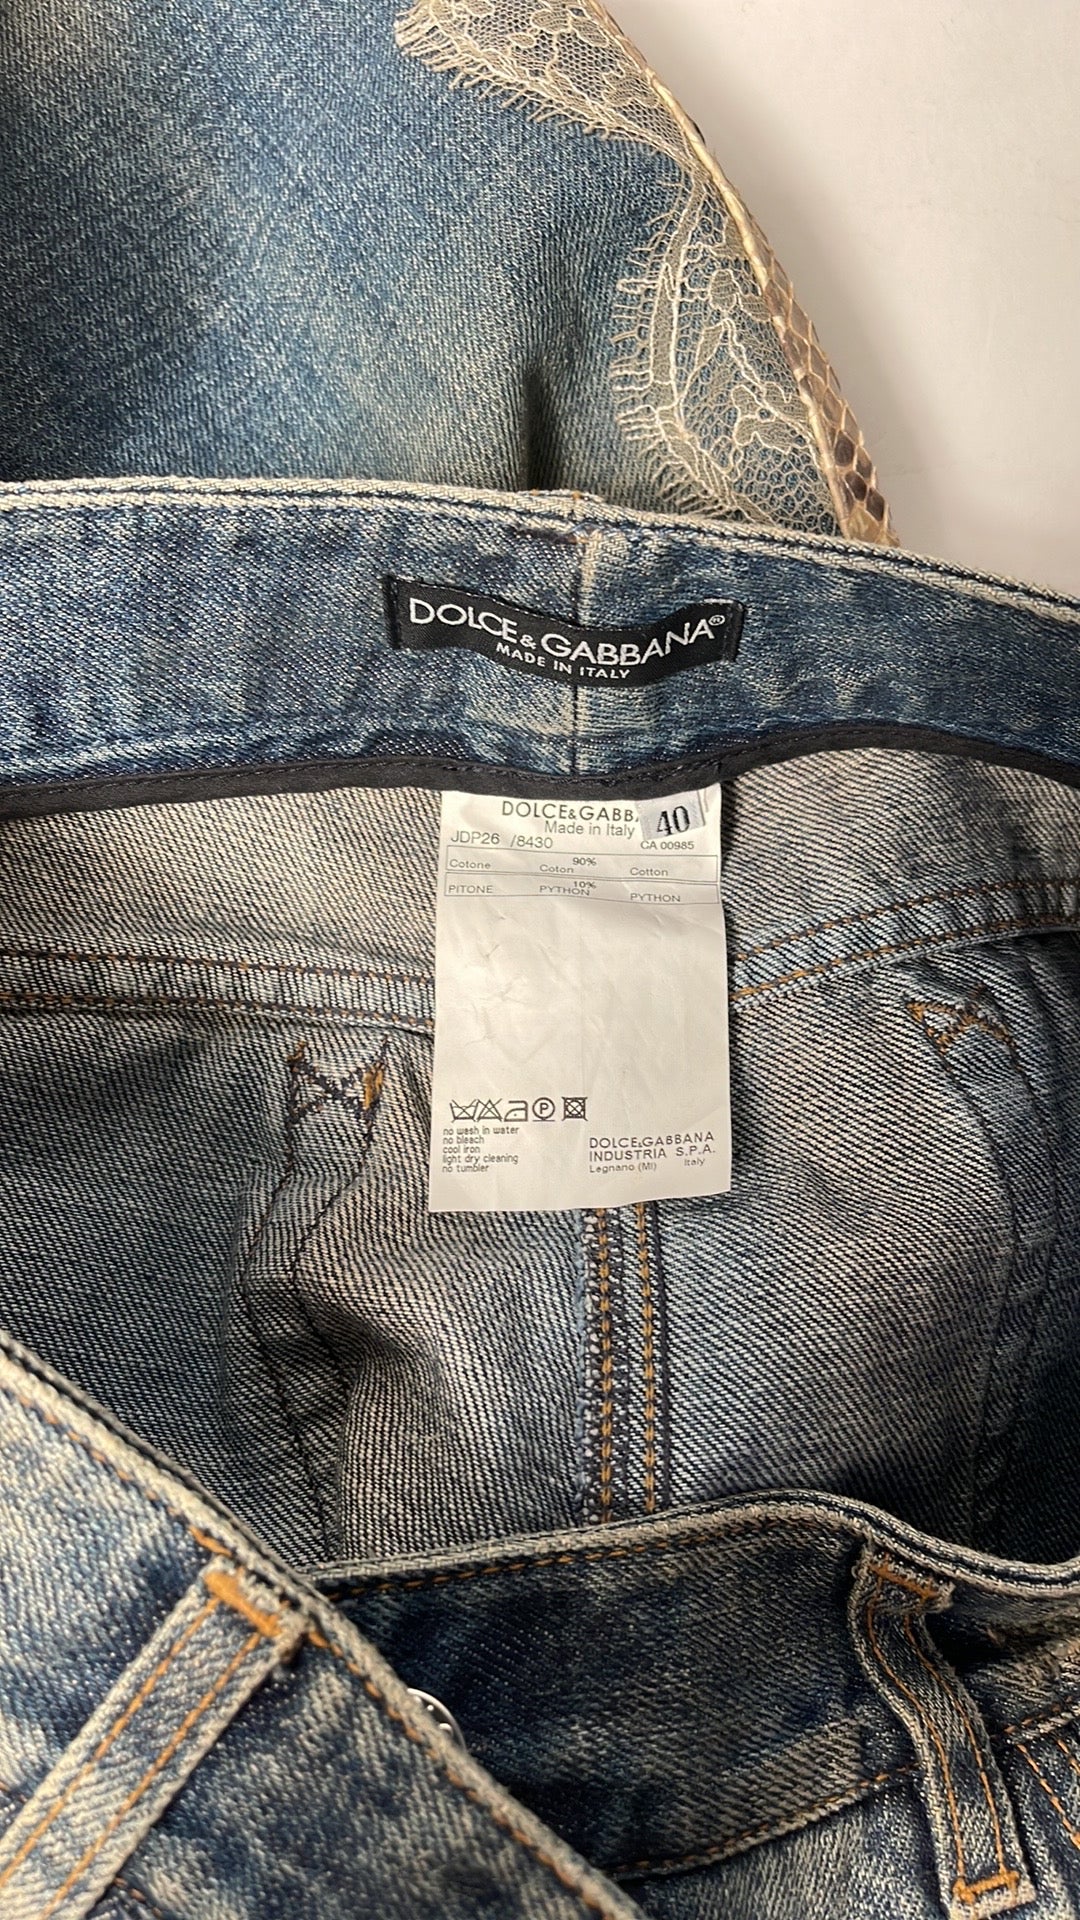 DOLCE&GABBANA®
MADE IN ITALY
DOLCE&GABB
40
Made in Italy
JDP26 /8430
CA 00985
90%
Cotone Coton Cotton
10%
PITONE PYTHON PYTHON
no wash in water
no bleach
cool iron
light dry cleaning
no tumbler
P
DOLCE&GABBANA
INDUSTRIA S.P.A.
Legnano (MI) Italy